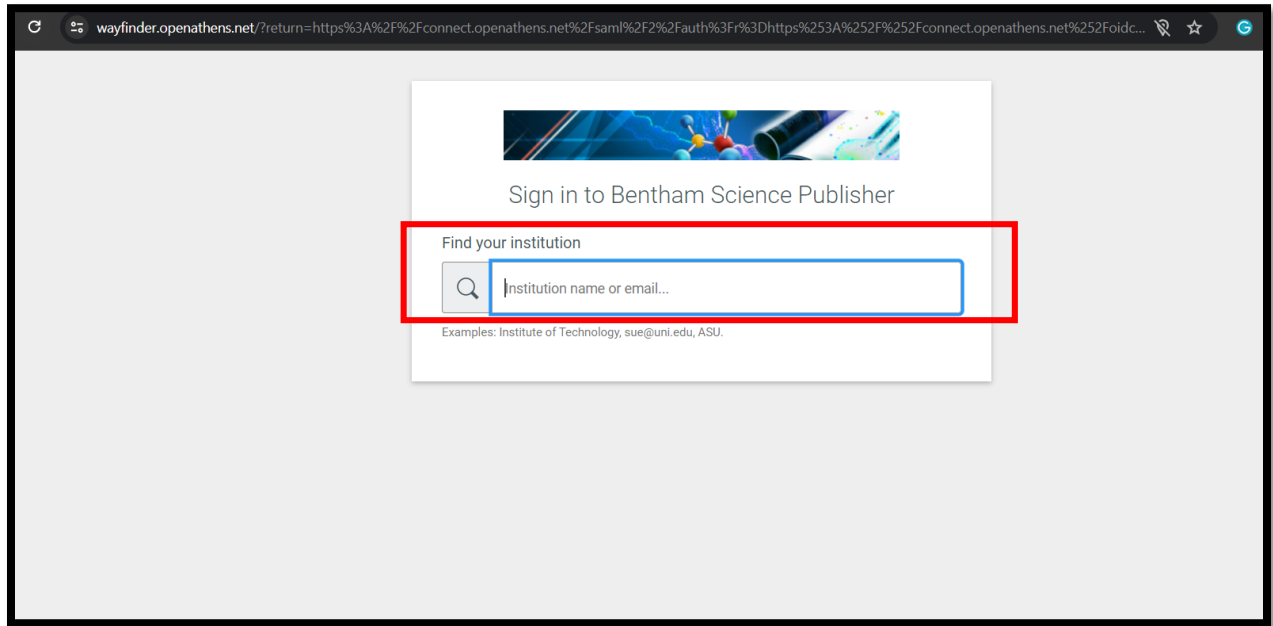 wayfinder.openathens.net/?return=https%3A%2F%2Fconnect.openathens.net%2Fsaml%2F2%2Fauth%3Fr%3Dhttps%253A%252F%252Fconnect.openathens.net%252Foidc...
Sign in to Bentham Science Publisher
Find your institution
Institution name or email...
Examples: Institute of Technology, sue@uni.edu, ASU.